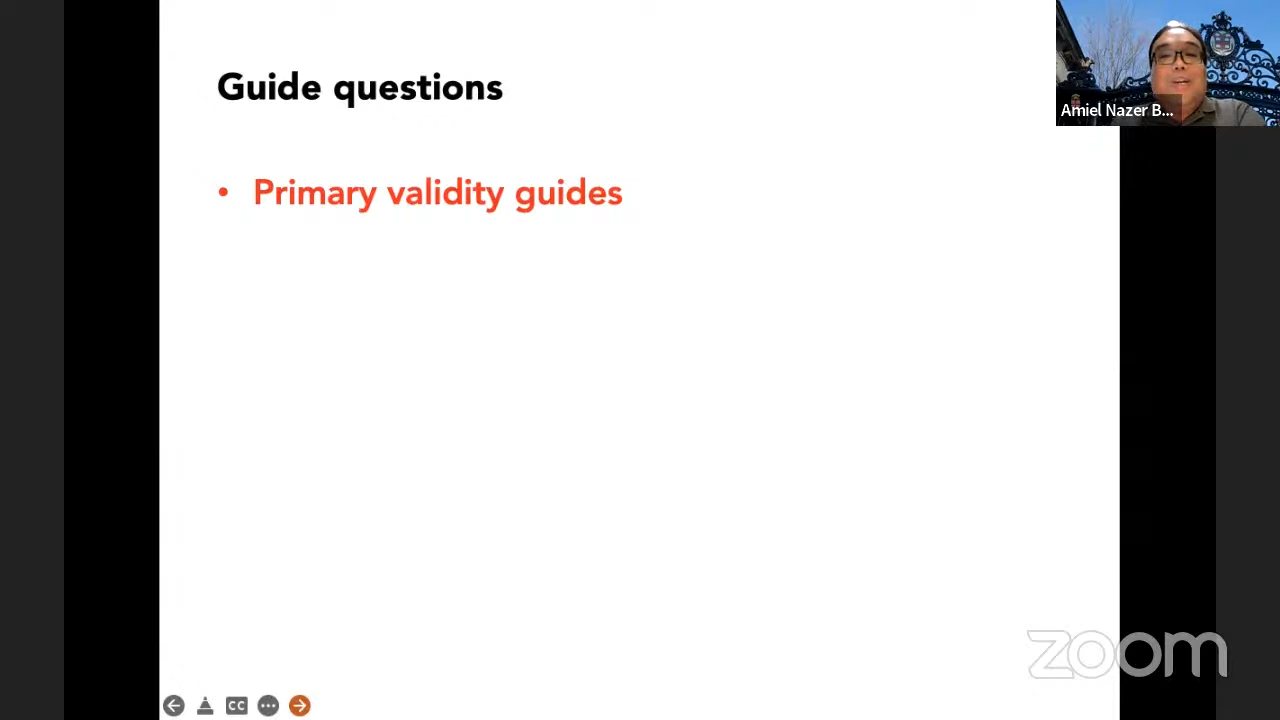 Guide questions
• Primary validity guides
Amiel Nazer B...
CC
zoom